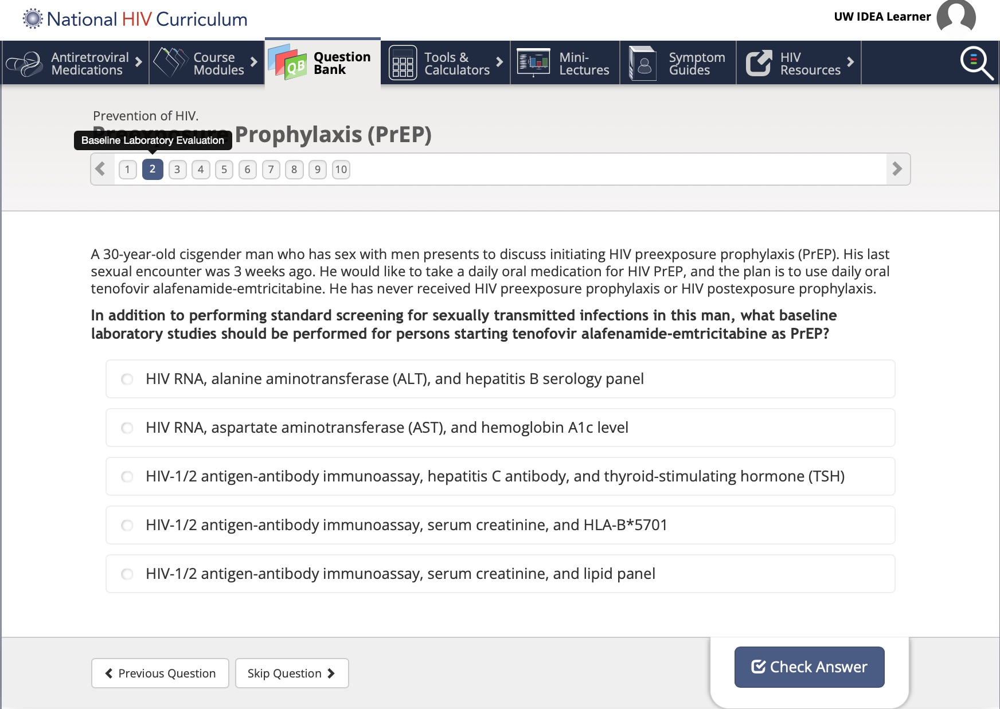 National HIV Curriculum
UW IDEA Learner
Antiretroviral
Medications
Course
Modules
QB
Question
Bank
Tools &
Calculators
Mini-
Lectures
Symptom
Guides
HIV
Resources
Prevention of HIV.
Preexposure Prophylaxis (PrEP)
Baseline Laboratory Evaluation
1 2 3 4 5 6 7 8 9 10
A 30-year-old cisgender man who has sex with men presents to discuss initiating HIV preexposure prophylaxis (PrEP). His last
sexual encounter was 3 weeks ago. He would like to take a daily oral medication for HIV PrEP, and the plan is to use daily oral
tenofovir alafenamide-emtricitabine. He has never received HIV preexposure prophylaxis or HIV postexposure prophylaxis.
In addition to performing standard screening for sexually transmitted infections in this man, what baseline
laboratory studies should be performed for persons starting tenofovir alafenamide-emtricitabine as PrEP?
HIV RNA, alanine aminotransferase (ALT), and hepatitis B serology panel
HIV RNA, aspartate aminotransferase (AST), and hemoglobin A1c level
HIV-1/2 antigen-antibody immunoassay, hepatitis C antibody, and thyroid-stimulating hormone (TSH)
HIV-1/2 antigen-antibody immunoassay, serum creatinine, and HLA-B*5701
HIV-1/2 antigen-antibody immunoassay, serum creatinine, and lipid panel
Previous Question
Skip Question
Check Answer